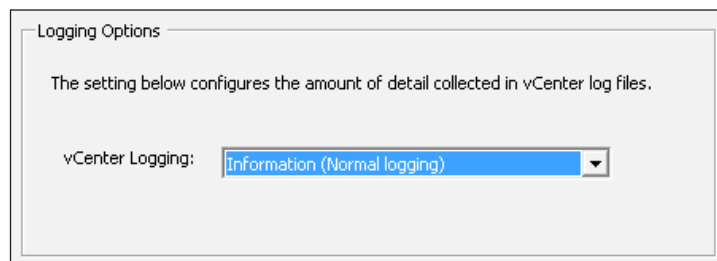 Logging Options
The setting below configures the amount of detail collected in vCenter log files.
vCenter Logging: Information (Normal logging)